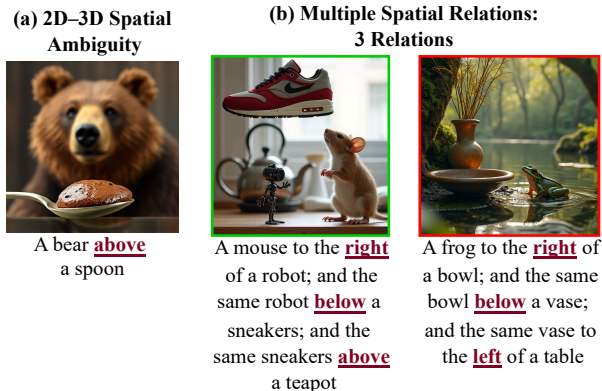 (a) 2D–3D Spatial
Ambiguity
(b) Multiple Spatial Relations:
3 Relations
A bear above
a spoon
A mouse to the right
of a robot; and the
same robot below a
sneakers; and the
same sneakers above
a teapot
A frog to the right of
a bowl; and the same
bowl below a vase;
and the same vase to
the left of a table